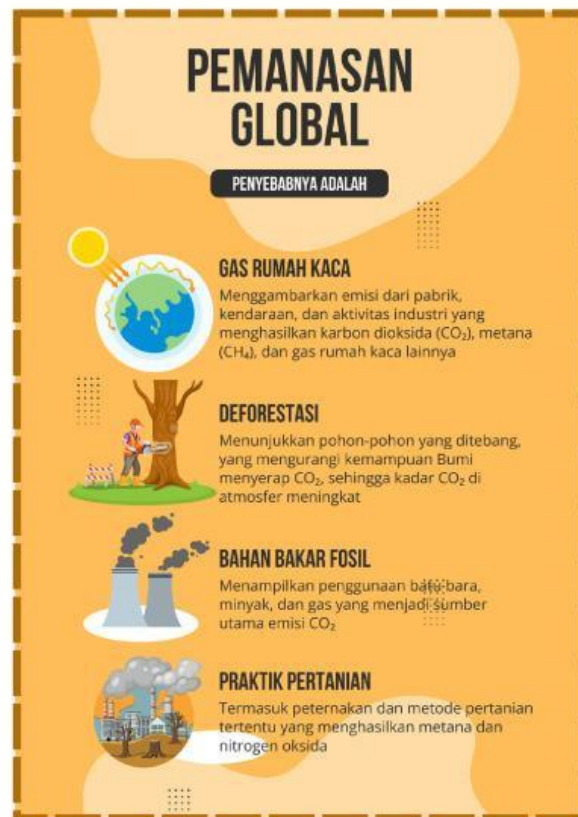 PEMANASAN
GLOBAL
PENYEBABNYA ADALAH
GAS RUMAH KACA
Menggambarkan emisi dari pabrik,
kendaraan, dan aktivitas industri yang
menghasilkan karbon dioksida (CO₂), metana
(CH₄), dan gas rumah kaca lainnya
DEFORESTASI
Menunjukkan pohon-pohon yang ditebang,
yang mengurangi kemampuan Bumi
menyerap CO₂, sehingga kadar CO₂ di
atmosfer meningkat
BAHAN BAKAR FOSIL
Menampilkan penggunaan batu bara,
minyak, dan gas yang menjadi sumber
utama emisi CO₂
PRAKTIK PERTANIAN
Termasuk peternakan dan metode pertanian
tertentu yang menghasilkan metana dan
nitrogen oksida